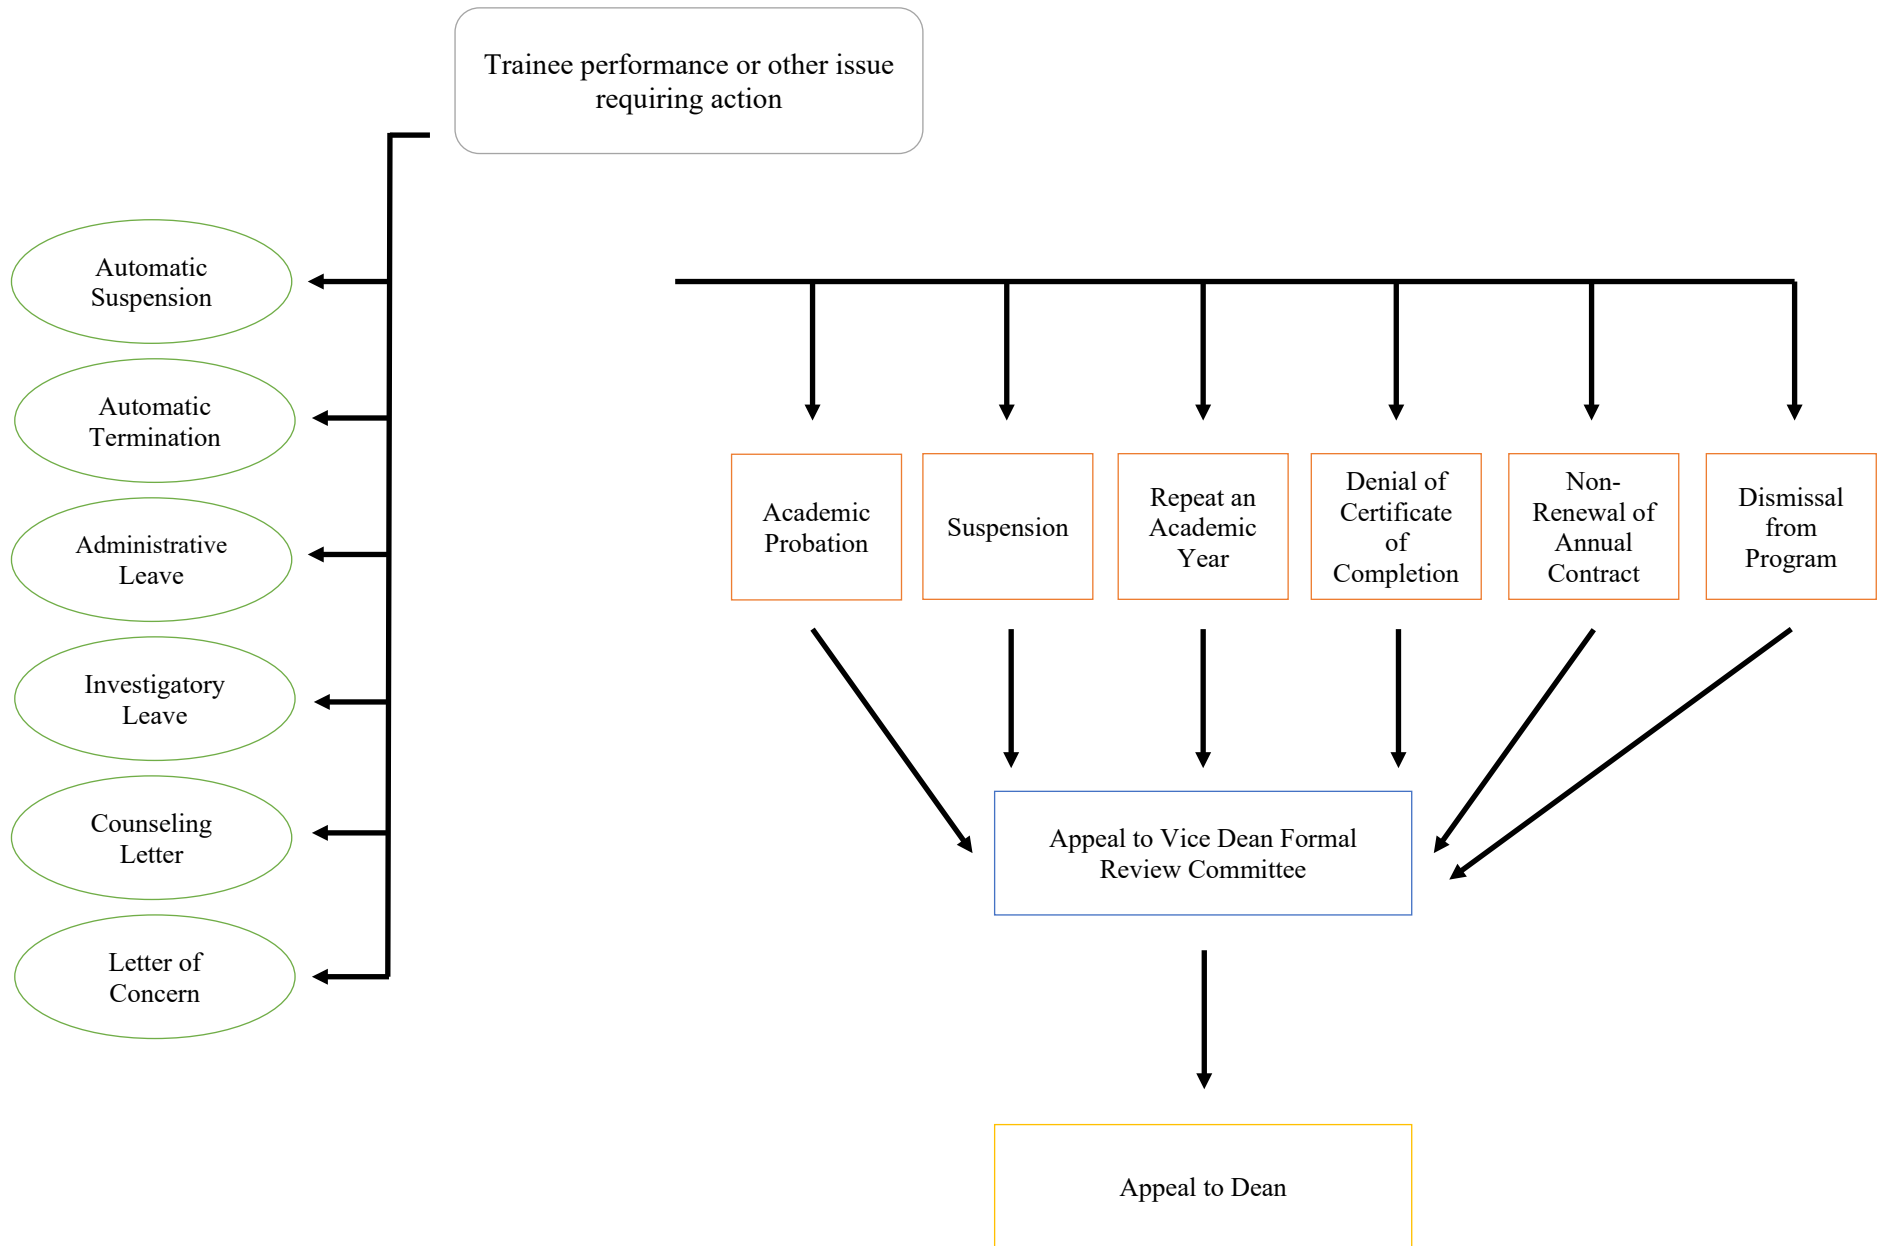 Trainee performance or other issue
requiring action
Automatic
Suspension
Automatic
Termination
Administrative
Leave
Investigatory
Leave
Counseling
Letter
Letter of
Concern
Academic
Probation
Suspension
Repeat an
Academic
Year
Denial of
Certificate
of
Completion
Non-
Renewal of
Annual
Contract
Dismissal
from
Program
Appeal to Vice Dean Formal
Review Committee
Appeal to Dean